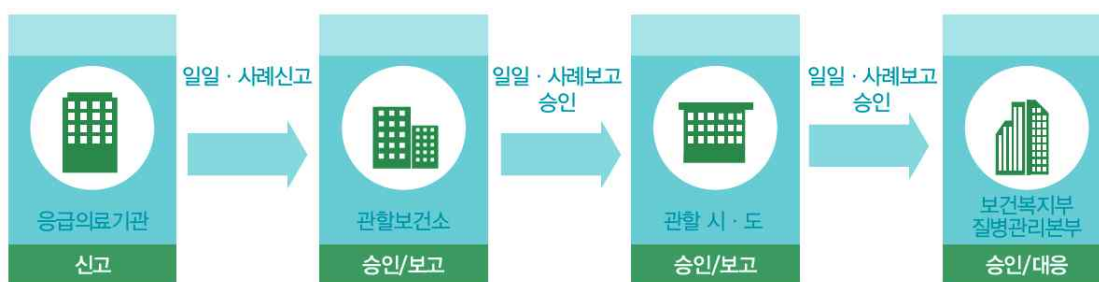 일일 · 사례신고
일일 · 사례보고
승인
일일 · 사례보고
승인
응급의료기관
관할보건소
관할 시 · 도
보건복지부
질병관리본부
신고
승인/보고
승인/보고
승인/대응